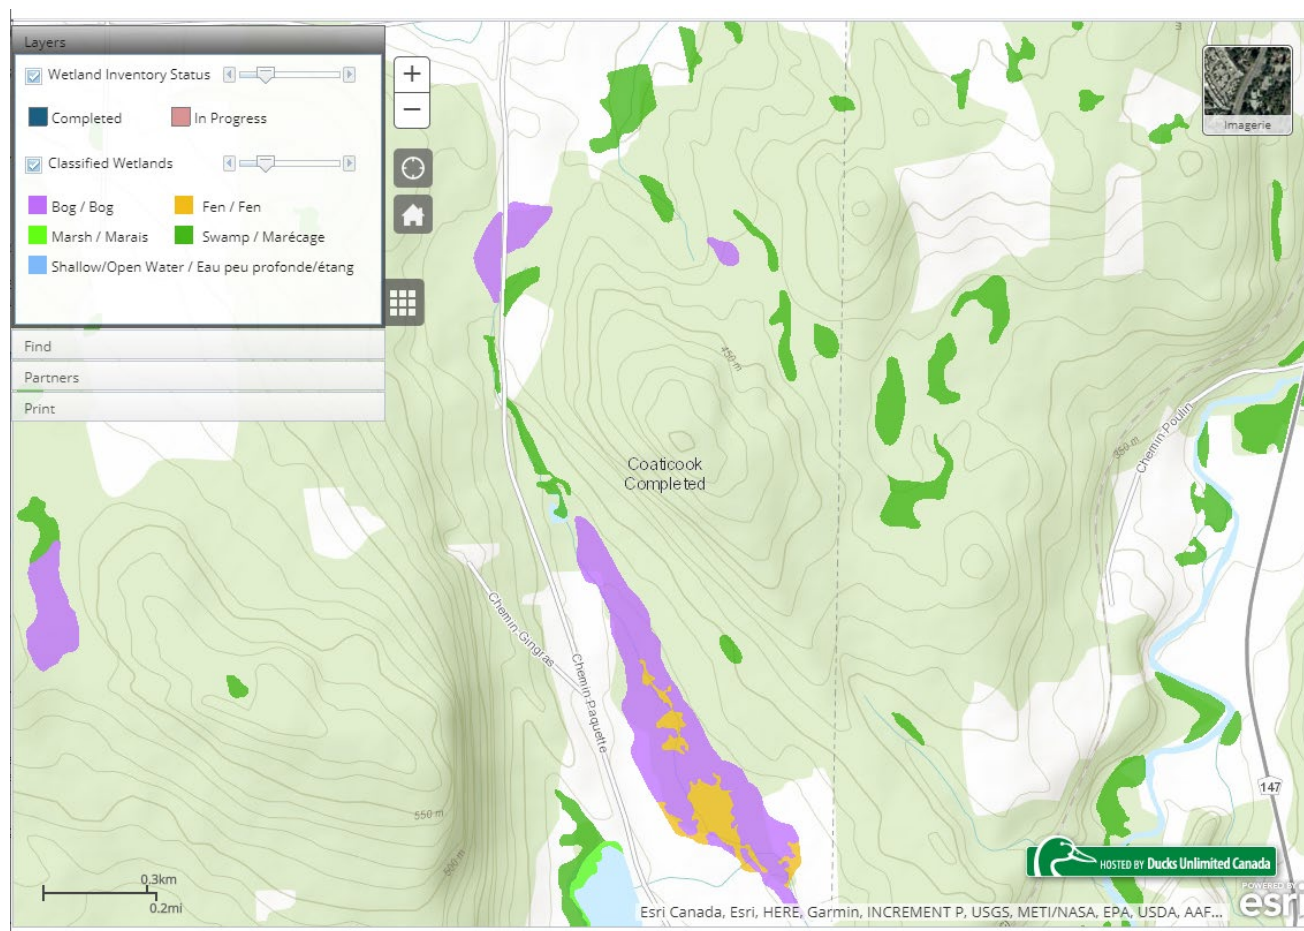 Layers
Wetland Inventory Status
Completed
In Progress
Classified Wetlands
Bog / Bog
Fen / Fen
Marsh / Marais
Swamp / Marécage
Shallow/Open Water / Eau peu profonde/étang
Find
Partners
Print
+
−
Imagerie
450 m
Coaticook
Completed
350 m
Chemin Poulin
Chemin Gingras
Chemin Paquette
550 m
600 m
147
0.3km
0.2mi
HOSTED BY Ducks Unlimited Canada
POWERED BY
esri
Esri Canada, Esri, HERE, Garmin, INCREMENT P, USGS, METI/NASA, EPA, USDA, AAF...